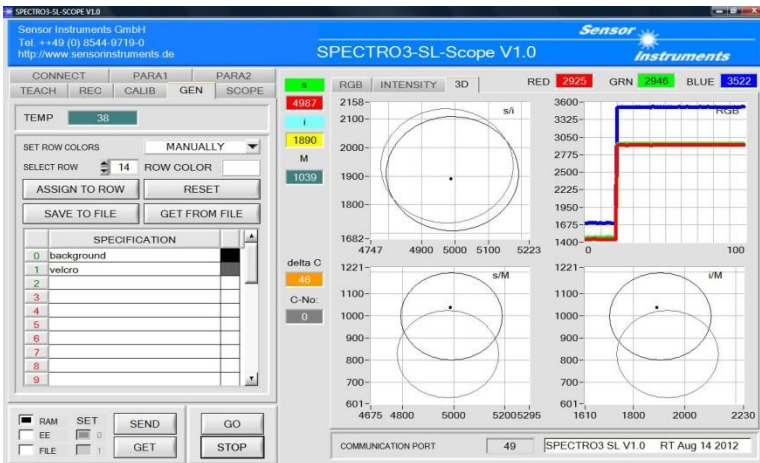 SPECTRO3-SL-SCOPE V1.0
Sensor Instruments GmbH
Tel. ++49 (0) 8544-9719-0
http://www.sensorinstruments.de
SPECTRO3-SL-Scope V1.0
Sensor
Instruments
CONNECT PARA1 PARA2
TEACH REC CALIB GEN SCOPE
TEMP 38
SET ROW COLORS MANUALLY
SELECT ROW 14 ROW COLOR
ASSIGN TO ROW RESET
SAVE TO FILE GET FROM FILE
SPECIFICATION
0 background
1 velcro
2
3
4
5
6
7
8
9
RAM SET SEND GO
EE 0
FILE 1 GET STOP
s
4987
i
1890
M
1039
delta C
46
C-No:
0
RGB INTENSITY 3D RED 2925 GRN 2946 BLUE 3522
2158
2100
2000
1900
1800
1682
4747 4900 5000 5100 5223
s/i
3600
3325
3050
2775
2500
2225
1950
1675
1400
0 100
RGB
1221
1100
1000
900
800
700
601
4675 4800 5000 5200 5295
s/M
1221
1100
1000
900
800
700
601
1610 1800 2000 2230
i/M
COMMUNICATION PORT 49 SPECTRO3 SL V1.0 RT Aug 14 2012